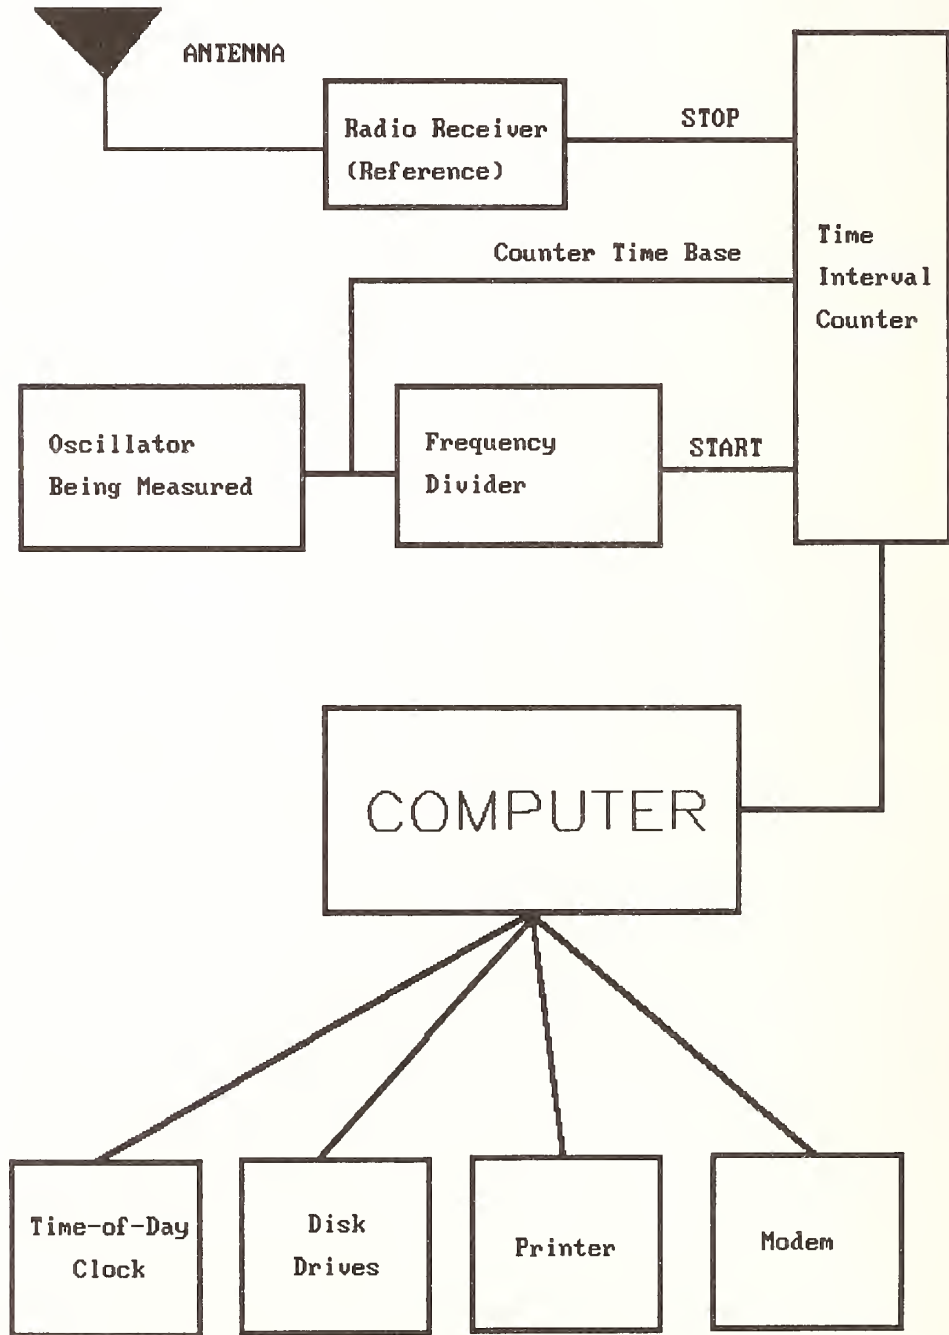 ANTENNA
Radio Receiver
(Reference)
STOP
Time
Interval
Counter
Counter Time Base
Oscillator
Being Measured
Frequency
Divider
START
COMPUTER
Time-of-Day
Clock
Disk
Drives
Printer
Modem